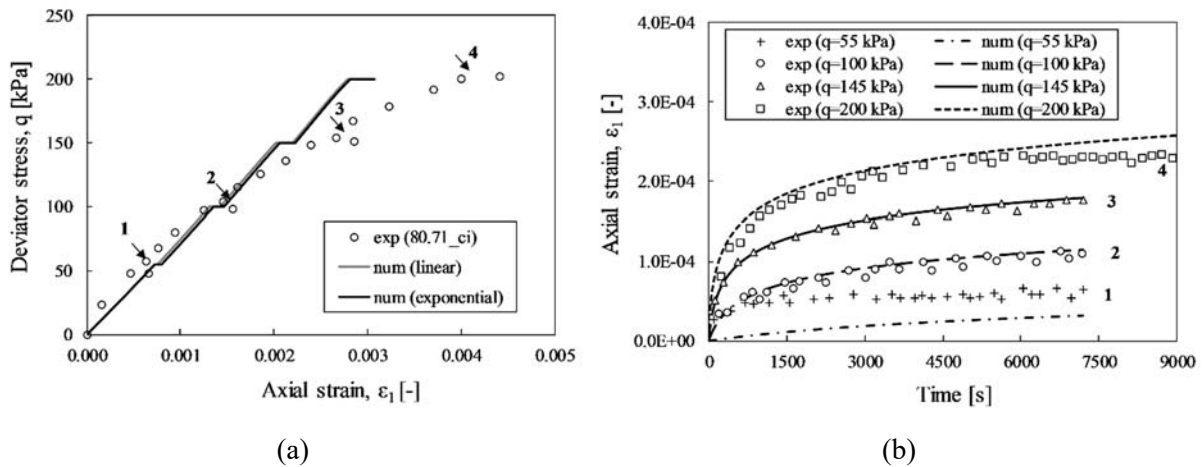 250
200
150
100
50
0
Deviator stress, q [kPa]
1
2
3
4
exp (80.7l_ci)
num (linear)
num (exponential)
0.000 0.001 0.002 0.003 0.004 0.005
Axial strain, ε1 [-]
(a)
4.0E-04
3.0E-04
2.0E-04
1.0E-04
0.0E+00
Axial strain, ε1 [-]
exp (q=55 kPa) num (q=55 kPa)
exp (q=100 kPa) num (q=100 kPa)
exp (q=145 kPa) num (q=145 kPa)
exp (q=200 kPa) num (q=200 kPa)
4
3
2
1
0 1500 3000 4500 6000 7500 9000
Time [s]
(b)